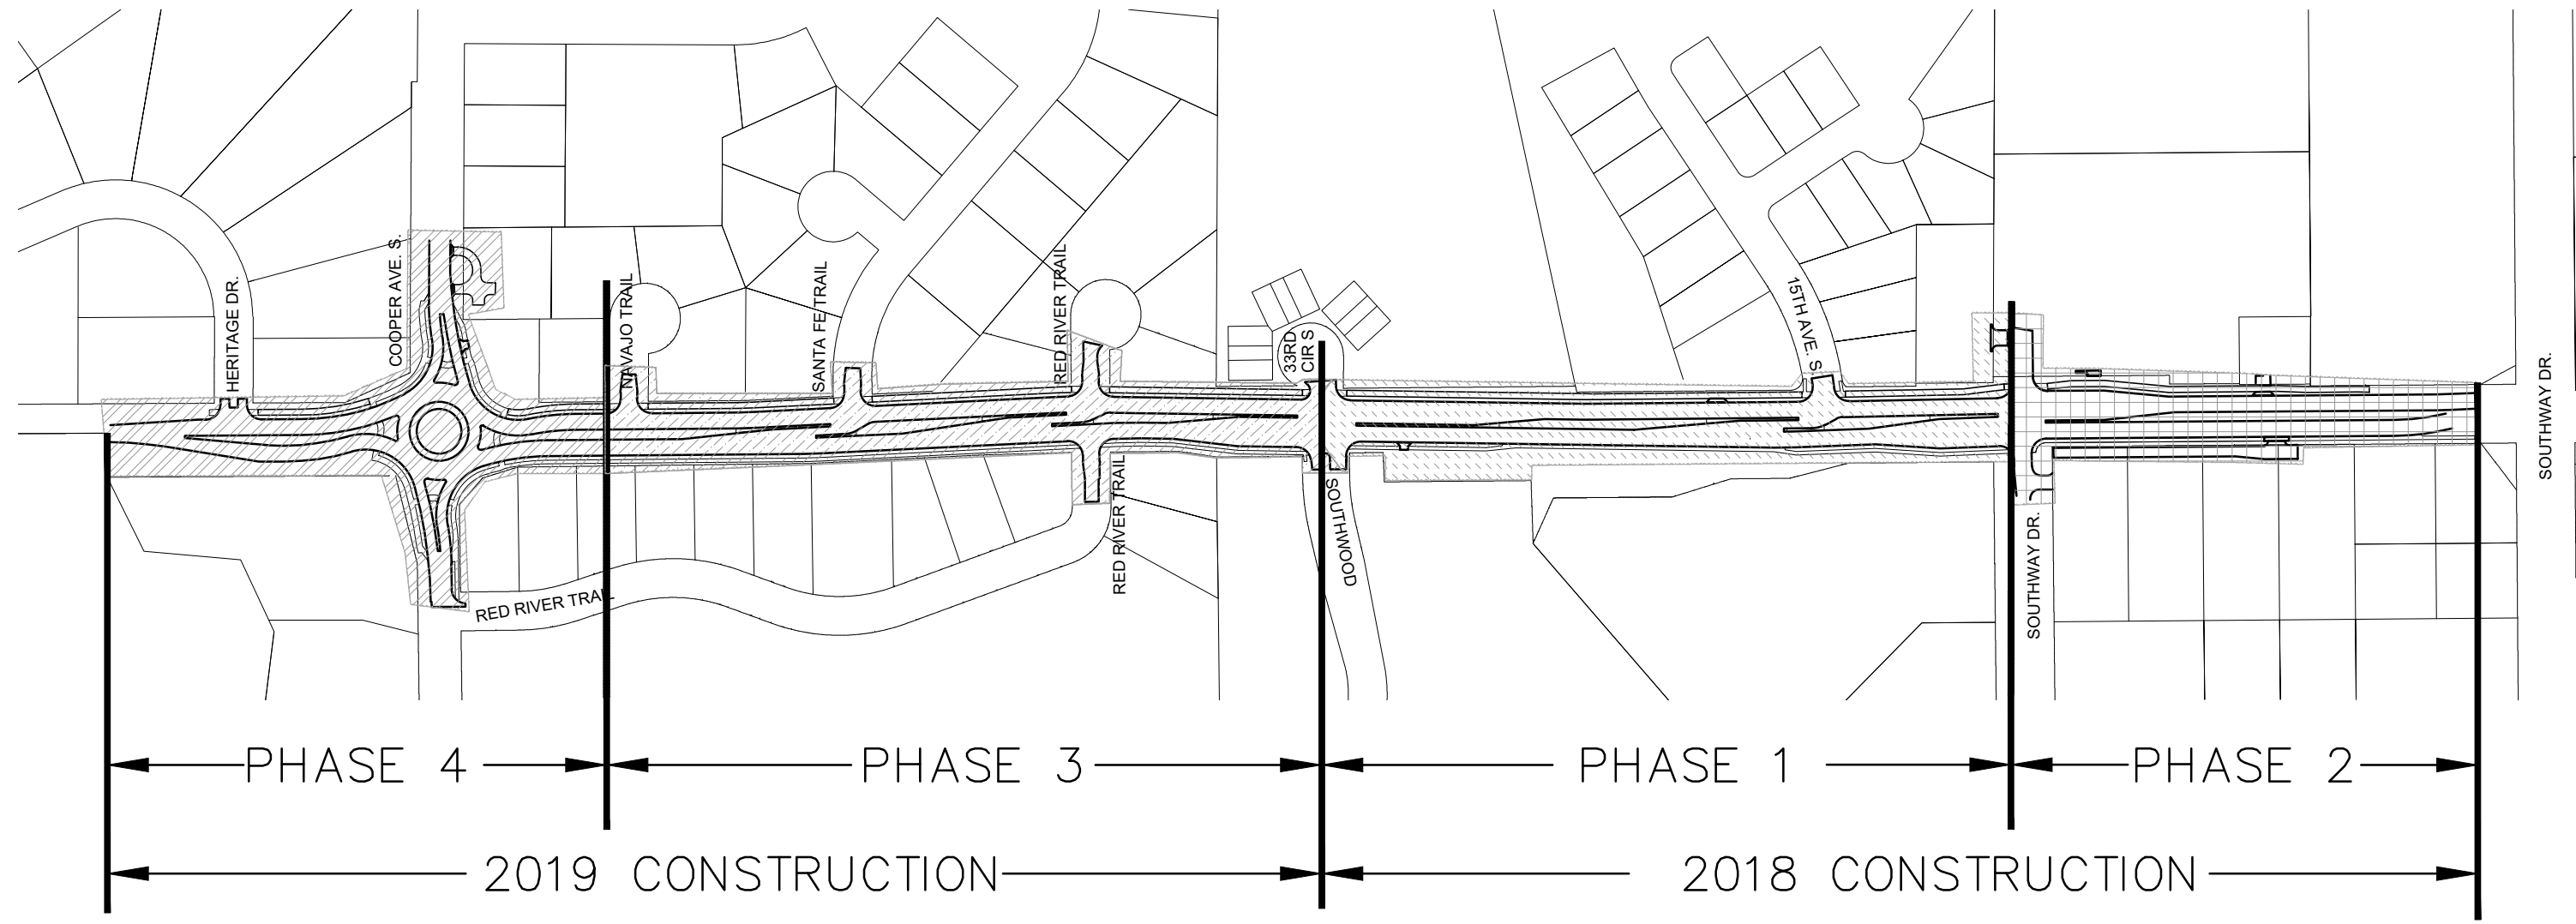 HERITAGE DR.
COOPER AVE. S.
NAVAJO TRAIL
SANTA FE TRAIL
RED RIVER TRAIL
33RD
CIR S
15TH AVE. S.
SOUTHWAY DR.
RED RIVER TRAIL
RED RIVER TRAIL
SOUTHWOOD
SOUTHWAY DR.
PHASE 4
PHASE 3
PHASE 1
PHASE 2
2019 CONSTRUCTION
2018 CONSTRUCTION